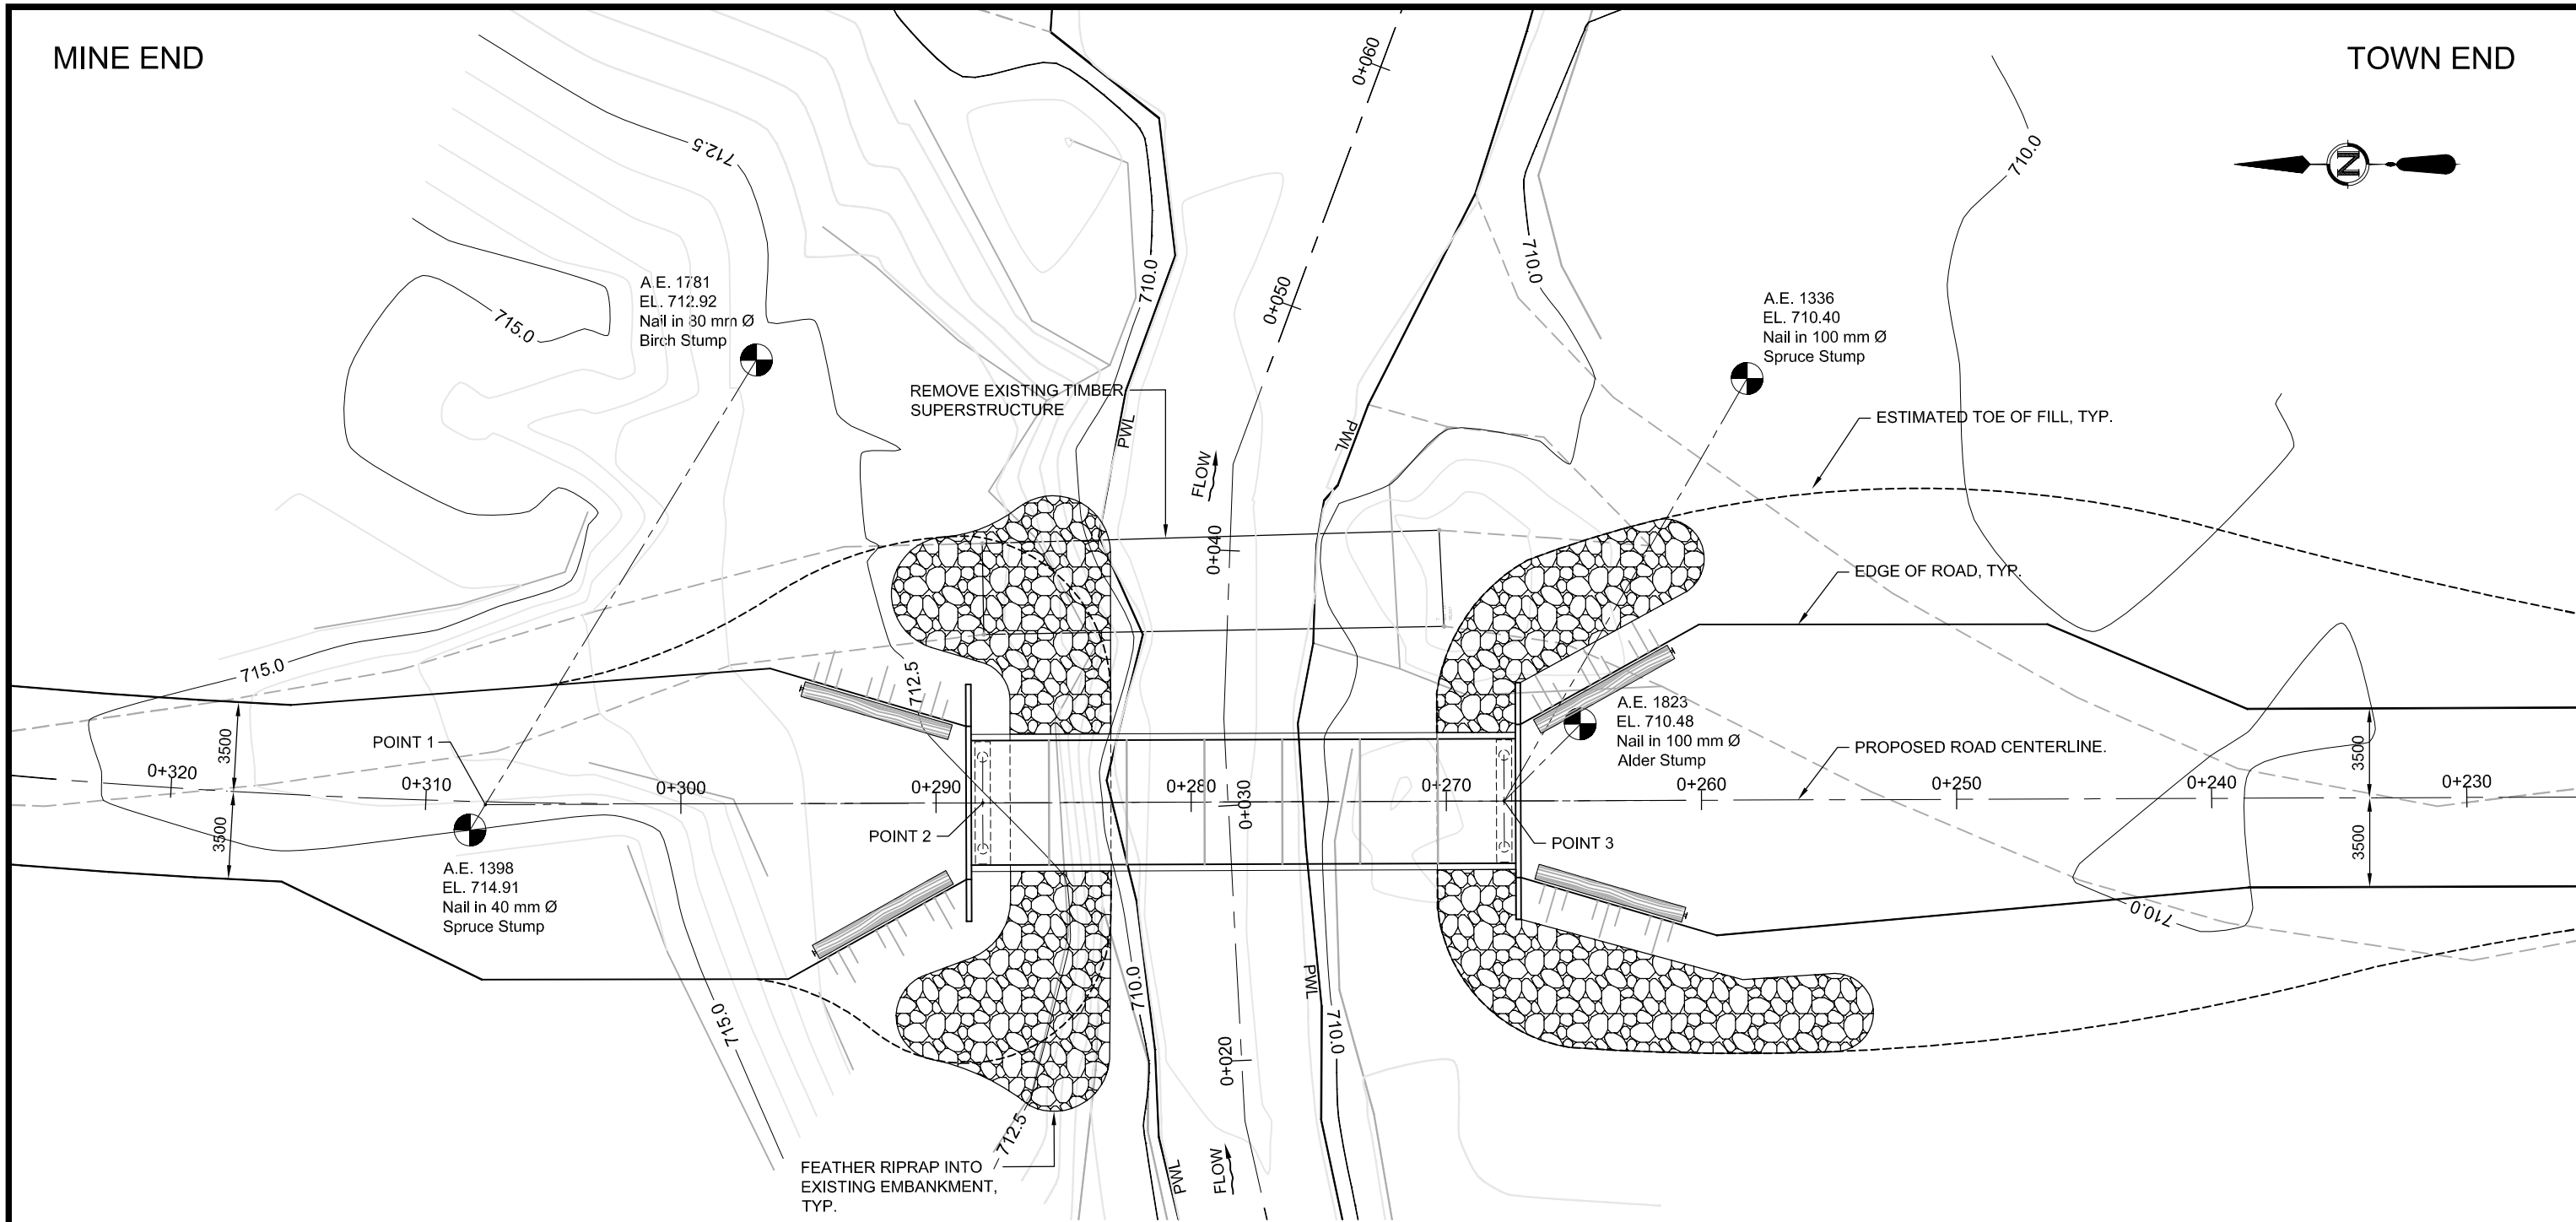 MINE END
TOWN END
0+060
712.5
710.0
N
A.E. 1781
EL. 712.92
Nail in 80 mm Ø
Birch Stump
715.0
710.0
0+050
710.0
A.E. 1336
EL. 710.40
Nail in 100 mm Ø
Spruce Stump
REMOVE EXISTING TIMBER
SUPERSTRUCTURE
PWL
PWL
FLOW
ESTIMATED TOE OF FILL, TYP.
0+040
EDGE OF ROAD, TYP.
715.0
712.5
A.E. 1823
EL. 710.48
Nail in 100 mm Ø
Alder Stump
3500
POINT 1
PROPOSED ROAD CENTERLINE.
3500
0+320
0+310
0+300
0+290
0+280
0+030
0+270
0+260
0+250
0+240
0+230
3500
POINT 2
POINT 3
3500
A.E. 1398
EL. 714.91
Nail in 40 mm Ø
Spruce Stump
710.0
715.0
710.0
PWL
710.0
0+020
712.5
FEATHER RIPRAP INTO
EXISTING EMBANKMENT,
TYP.
PWL
FLOW